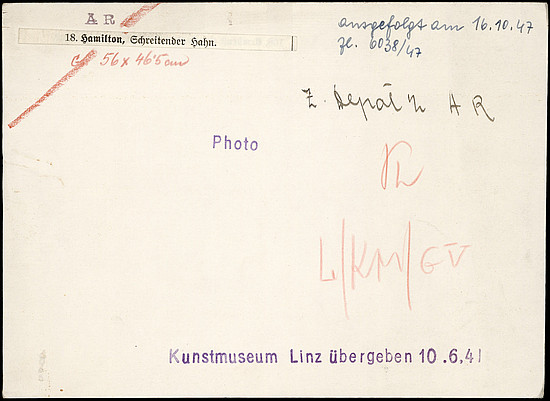 AR
ausgefolgt am 16.10.47
18. Hamilton, Schreitender Hahn.
Zl. 6038/47
56 x 46'5 cm
Z. Depot n AR
Photo
L/KM/GV
Kunstmuseum Linz übergeben 10.6,41